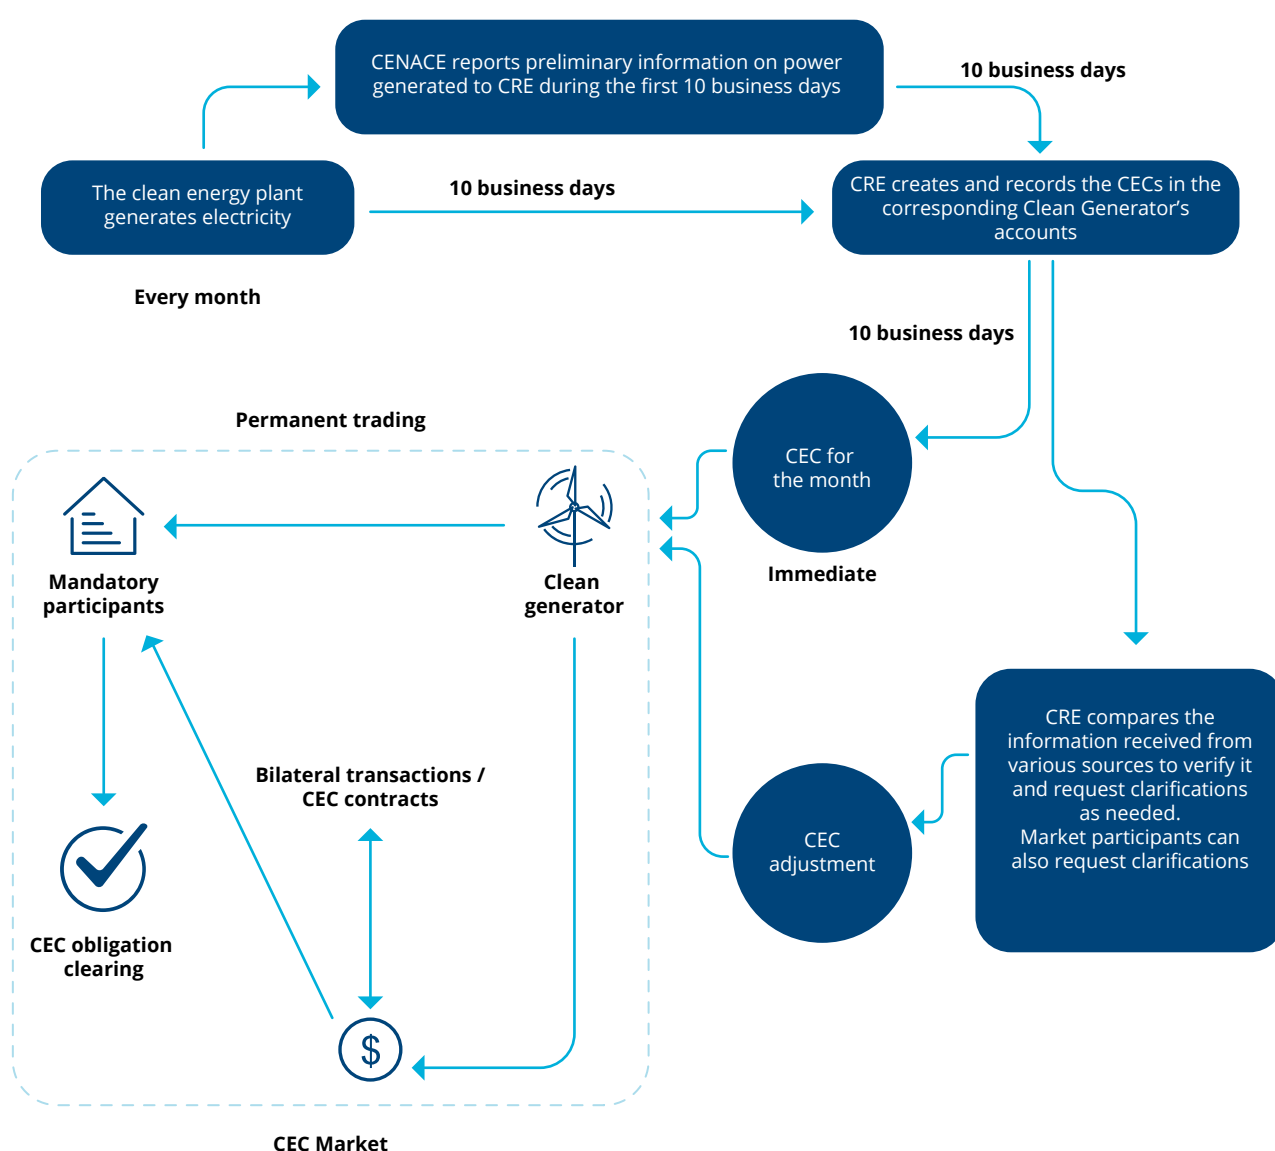 CENACE reports preliminary information on power
generated to CRE during the first 10 business days
10 business days
The clean energy plant
generates electricity
10 business days
CRE creates and records the CECs in the
corresponding Clean Generator’s
accounts
Every month
10 business days
Permanent trading
CEC for
the month
Immediate
Mandatory
participants
Clean
generator
CRE compares the
information received from
various sources to verify it
and request clarifications
as needed.
Market participants can
also request clarifications
Bilateral transactions /
CEC contracts
CEC
adjustment
CEC obligation
clearing
$
CEC Market